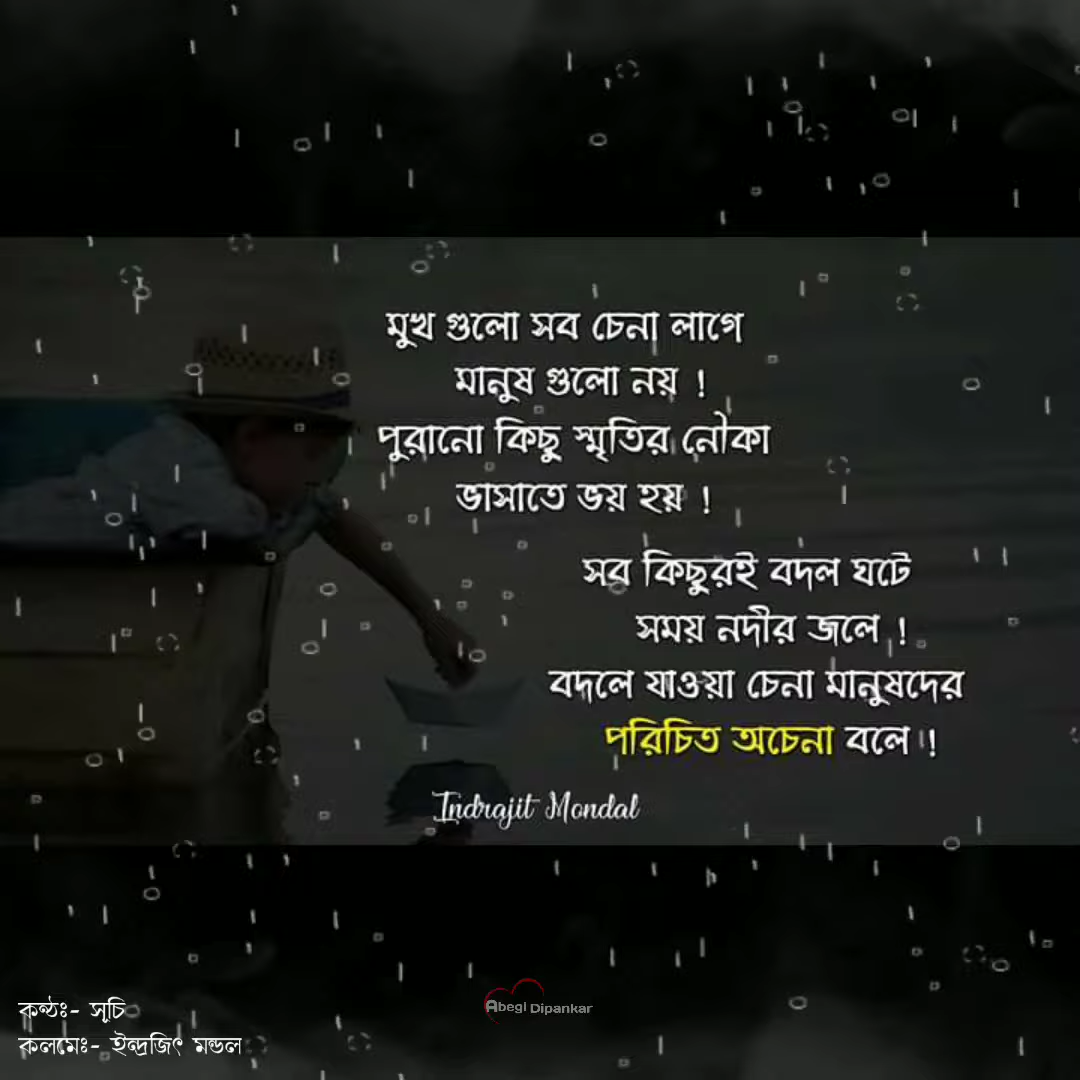 মুখ গুলো সব চেনা লাগে
মানুষ গুলো নয় !
পুরানো কিছু স্মৃতির নৌকা
ভাসাতে ভয় হয় !
সব কিছুরই বদল ঘটে
সময় নদীর জলে !
বদলে যাওয়া চেনা মানুষদের
পরিচিত অচেনা বলে !
Indrajit Mondal
Abegi Dipankar
কন্ঠঃ- সূচি
কলমেঃ- ইন্দ্রজিৎ মন্ডল